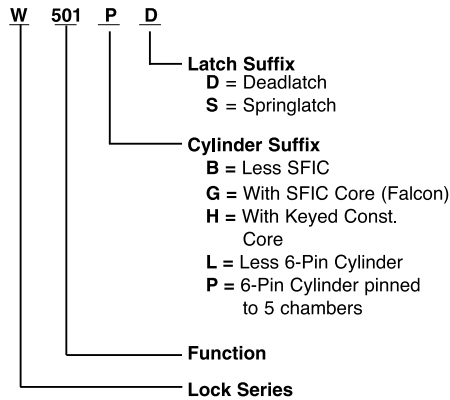 W 501 P D
Latch Suffix
D = Deadlatch
S = Springlatch
Cylinder Suffix
B = Less SFIC
G = With SFIC Core (Falcon)
H = With Keyed Const.
Core
L = Less 6-Pin Cylinder
P = 6-Pin Cylinder pinned
to 5 chambers
Function
Lock Series